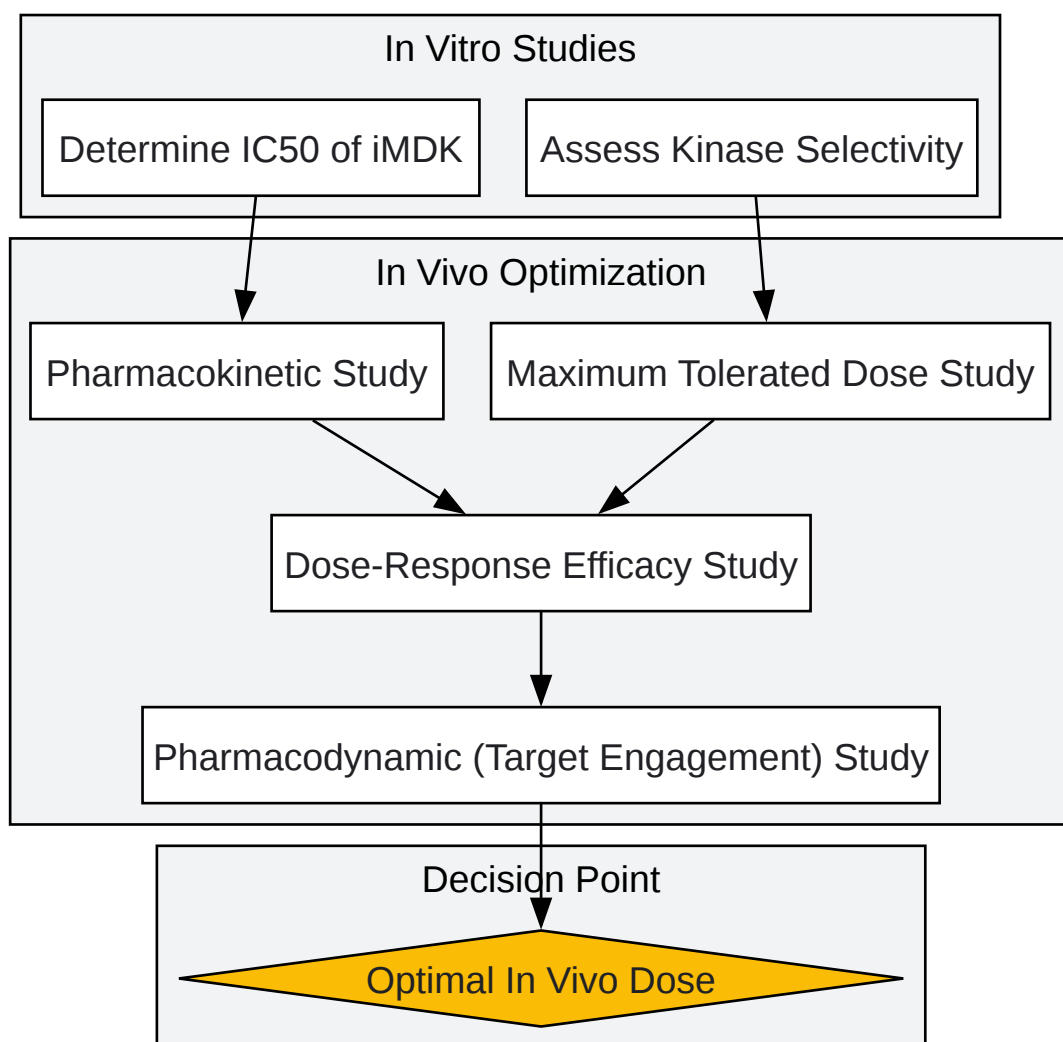 In Vitro Studies
Determine IC50 of iMDK
Assess Kinase Selectivity
In Vivo Optimization
Pharmacokinetic Study
Maximum Tolerated Dose Study
Dose-Response Efficacy Study
Pharmacodynamic (Target Engagement) Study
Decision Point
Optimal In Vivo Dose